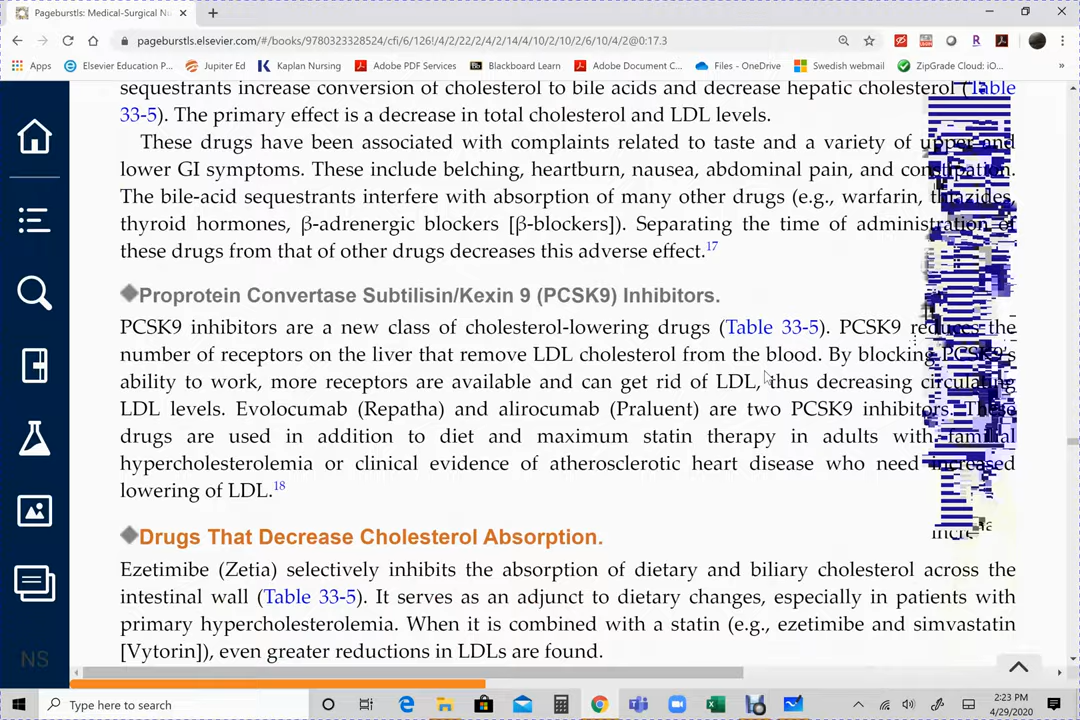 Pageburstls: Medical-Surgical Nu
pageburstls.elsevier.com/#/books/9780323328524/cfi/6/126!/4/2/22/2/4/2/14/4/10/2/10/2/6/10/4/2@0:17.3
Apps Elsevier Education P... Jupiter Ed Kaplan Nursing Adobe PDF Services Blackboard Learn Adobe Document C... Files - OneDrive Swedish webmail ZipGrade Cloud: iO... »
sequestrants increase conversion of cholesterol to bile acids and decrease hepatic cholesterol (Table
33-5). The primary effect is a decrease in total cholesterol and LDL levels.
These drugs have been associated with complaints related to taste and a variety of upper and
lower GI symptoms. These include belching, heartburn, nausea, abdominal pain, and constipation.
The bile-acid sequestrants interfere with absorption of many other drugs (e.g., warfarin, thiazides,
thyroid hormones, β-adrenergic blockers [β-blockers]). Separating the time of administration of
these drugs from that of other drugs decreases this adverse effect.17
Proprotein Convertase Subtilisin/Kexin 9 (PCSK9) Inhibitors.
PCSK9 inhibitors are a new class of cholesterol-lowering drugs (Table 33-5). PCSK9 reduces the
number of receptors on the liver that remove LDL cholesterol from the blood. By blocking PCSK9's
ability to work, more receptors are available and can get rid of LDL, thus decreasing circulating
LDL levels. Evolocumab (Repatha) and alirocumab (Praluent) are two PCSK9 inhibitors. These
drugs are used in addition to diet and maximum statin therapy in adults with familial
hypercholesterolemia or clinical evidence of atherosclerotic heart disease who need increased
lowering of LDL.18
Drugs That Decrease Cholesterol Absorption.
Ezetimibe (Zetia) selectively inhibits the absorption of dietary and biliary cholesterol across the
intestinal wall (Table 33-5). It serves as an adjunct to dietary changes, especially in patients with
primary hypercholesterolemia. When it is combined with a statin (e.g., ezetimibe and simvastatin
[Vytorin]), even greater reductions in LDLs are found.
NS
Type here to search
2:23 PM
4/29/2020